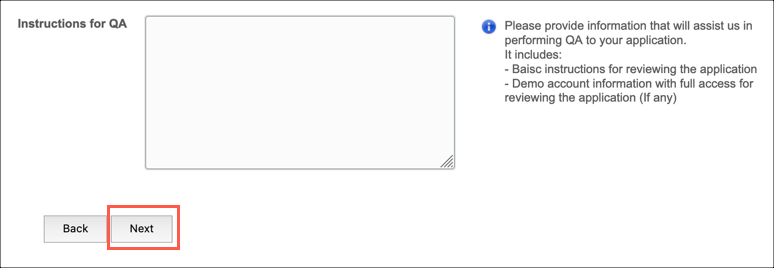 Instructions for QA
Please provide information that will assist us in
performing QA to your application.
It includes:
- Baisc instructions for reviewing the application
- Demo account information with full access for
reviewing the application (If any)
Back
Next